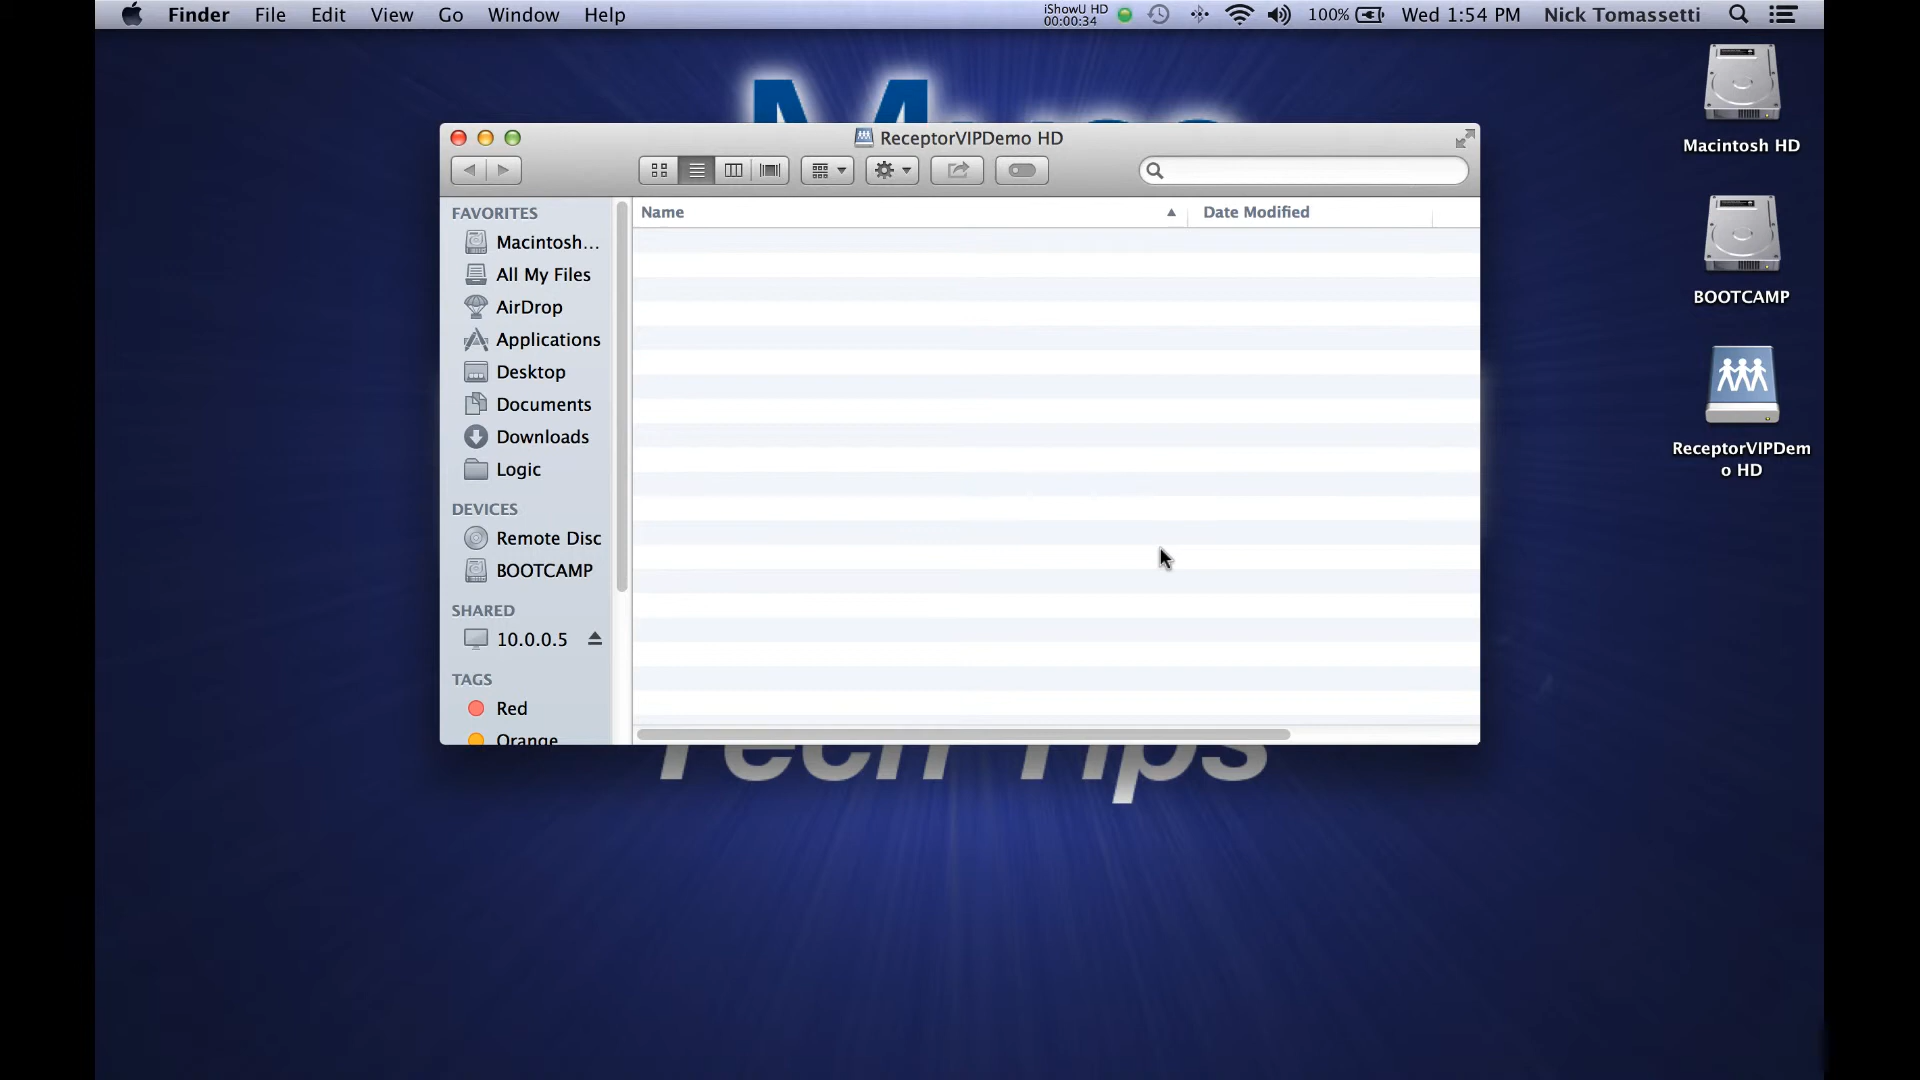 Finder File Edit View Go Window Help iShowU HD 00:00:34 100% Wed 1:54 PM Nick Tomassetti
Macintosh HD
BOOTCAMP
ReceptorVIPDem
o HD
ReceptorVIPDemo HD
Name Date Modified
FAVORITES
Macintosh...
All My Files
AirDrop
Applications
Desktop
Documents
Downloads
Logic
DEVICES
Remote Disc
BOOTCAMP
SHARED
10.0.0.5
TAGS
Red
Orange
Tech Tips